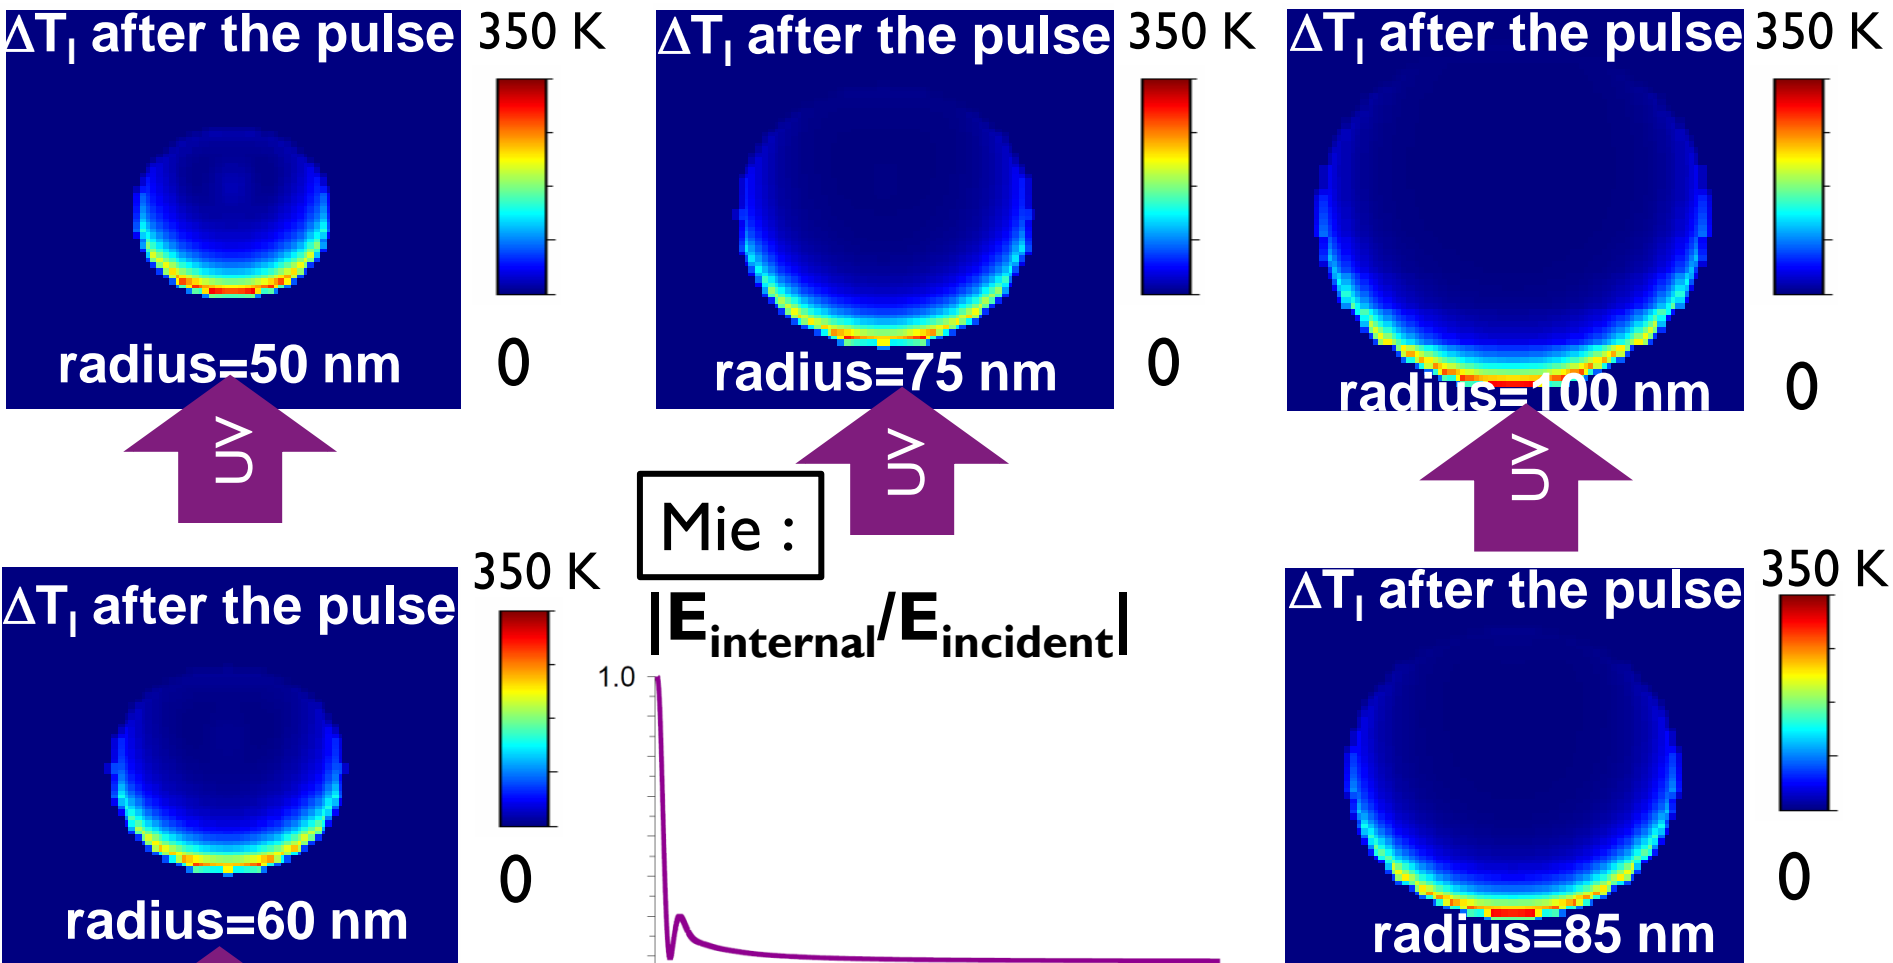 ΔTₗ after the pulse
350 K
radius=50 nm
0
UV
ΔTₗ after the pulse
350 K
radius=75 nm
0
UV
ΔTₗ after the pulse
350 K
radius=100 nm
0
UV
Mie :
|E_internal/E_incident|
1.0
ΔTₗ after the pulse
350 K
radius=60 nm
0
ΔTₗ after the pulse
350 K
radius=85 nm
0